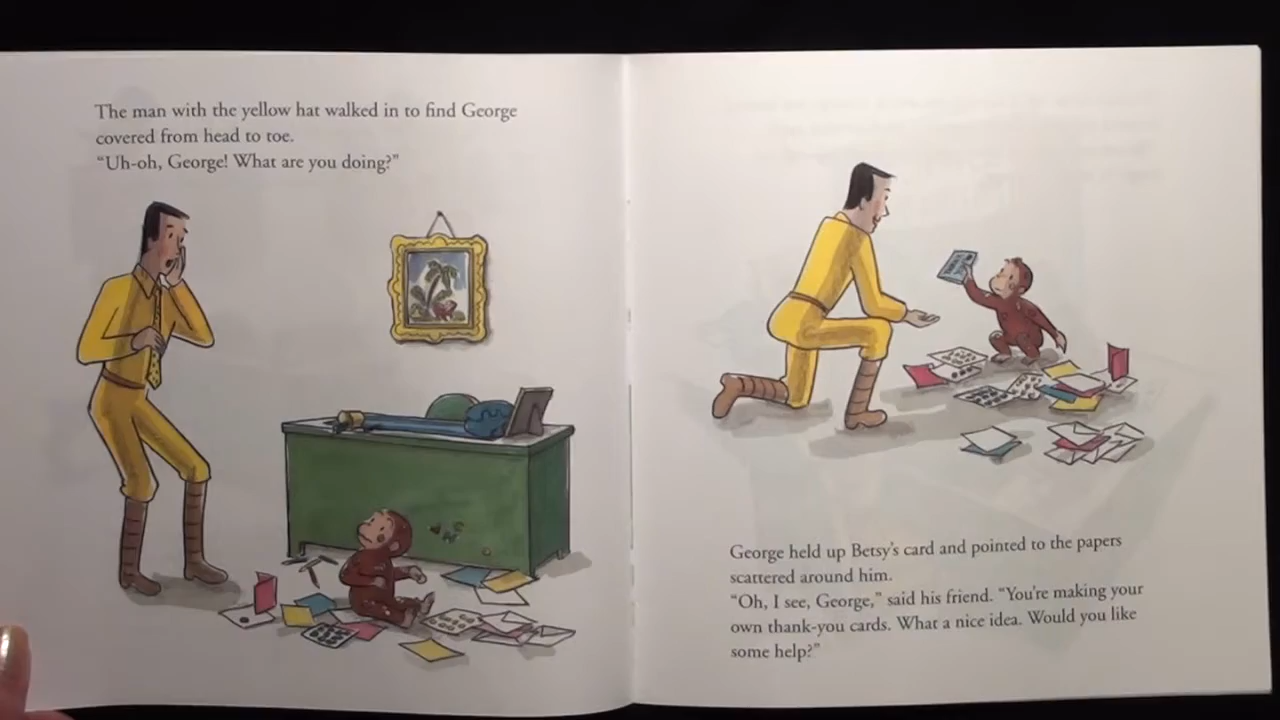 The man with the yellow hat walked in to find George
covered from head to toe.
“Uh-oh, George! What are you doing?”
George held up Betsy’s card and pointed to the papers
scattered around him.
“Oh, I see, George,” said his friend. “You’re making your
own thank-you cards. What a nice idea. Would you like
some help?”